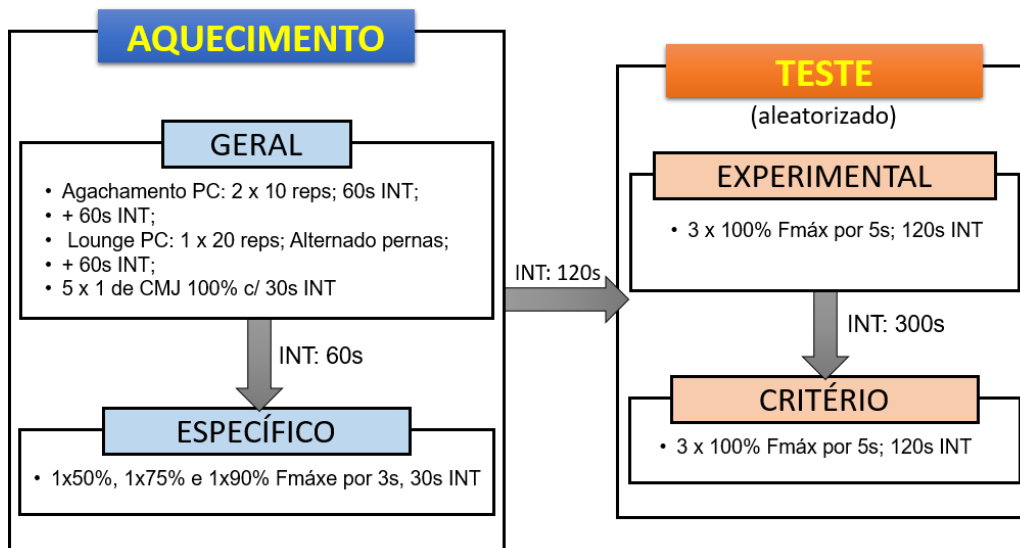 AQUECIMENTO
GERAL
• Agachamento PC: 2 x 10 reps; 60s INT;
• + 60s INT;
• Lounge PC: 1 x 20 reps; Alternado pernas;
• + 60s INT;
• 5 x 1 de CMJ 100% c/ 30s INT
INT: 60s
ESPECÍFICO
• 1x50%, 1x75% e 1x90% Fmáxe por 3s, 30s INT
INT: 120s
TESTE
(aleatorizado)
EXPERIMENTAL
• 3 x 100% Fmáx por 5s; 120s INT
INT: 300s
CRITÉRIO
• 3 x 100% Fmáx por 5s; 120s INT